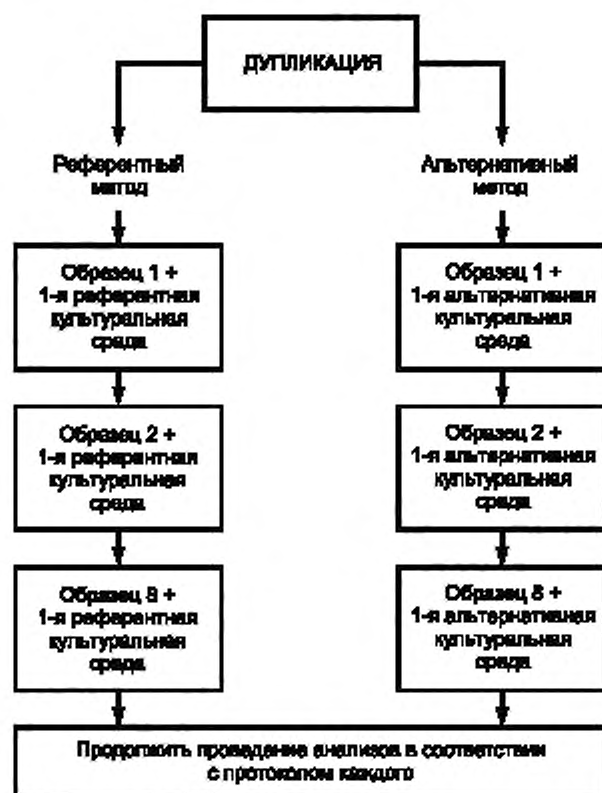 ДУПЛИКАЦИЯ
Референтный
метод
Альтернативный
метод
Образец 1 +
1-я референтная
культуральная
среда
Образец 1 +
1-я альтернативная
культуральная
среда
Образец 2 +
1-я референтная
культуральная
среда
Образец 2 +
1-я альтернативная
культуральная
среда
Образец 8 +
1-я референтная
культуральная
среда
Образец 8 +
1-я альтернативная
культуральная
среда
Продолжить проведение анализов в соответствии
с протоколом каждого